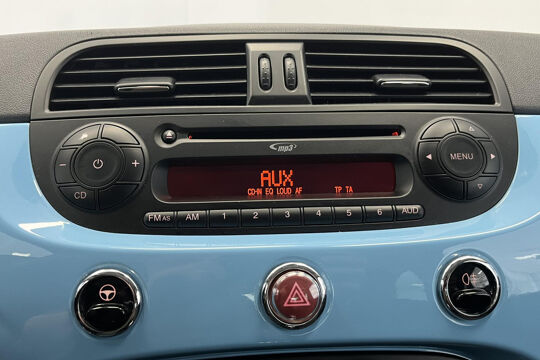 mp3
CD
MENU
AUX
CD-IN EQ LOUD AF TP TA
FM AS AM 1 2 3 4 5 6 AUD